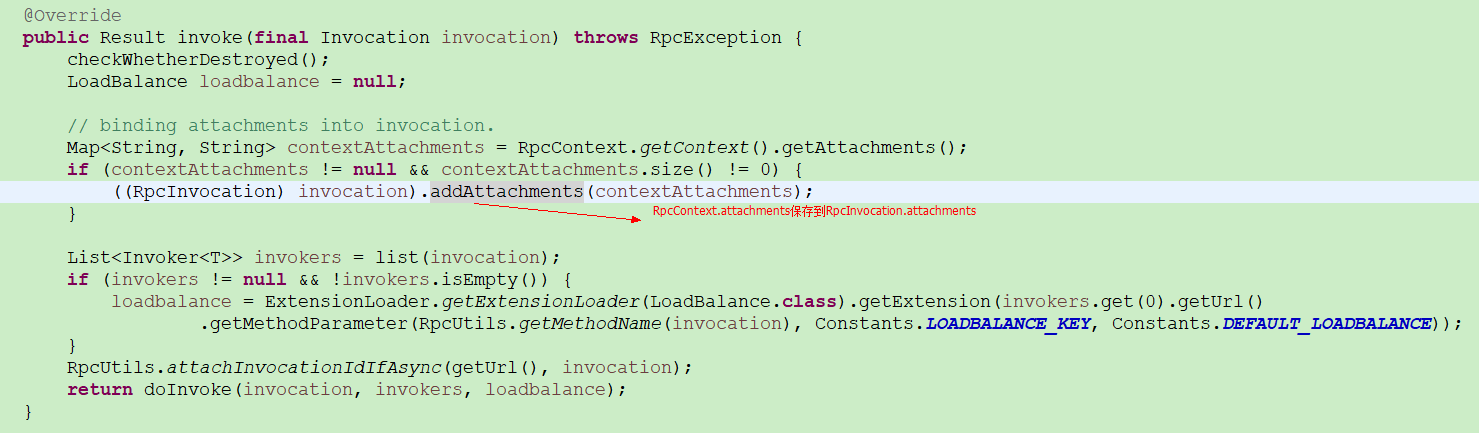 @Override
public Result invoke(final Invocation invocation) throws RpcException {
    checkWhetherDestroyed();
    LoadBalance loadbalance = null;

    // binding attachments into invocation.
    Map<String, String> contextAttachments = RpcContext.getContext().getAttachments();
    if (contextAttachments != null && contextAttachments.size() != 0) {
        ((RpcInvocation) invocation).addAttachments(contextAttachments);
RpcContext.attachments保存到RpcInvocation.attachments
    }

    List<Invoker<T>> invokers = list(invocation);
    if (invokers != null && !invokers.isEmpty()) {
        loadbalance = ExtensionLoader.getExtensionLoader(LoadBalance.class).getExtension(invokers.get(0).getUrl()
                .getMethodParameter(RpcUtils.getMethodName(invocation), Constants.LOADBALANCE_KEY, Constants.DEFAULT_LOADBALANCE));
    }
    RpcUtils.attachInvocationIdIfAsync(getUrl(), invocation);
    return doInvoke(invocation, invokers, loadbalance);
}